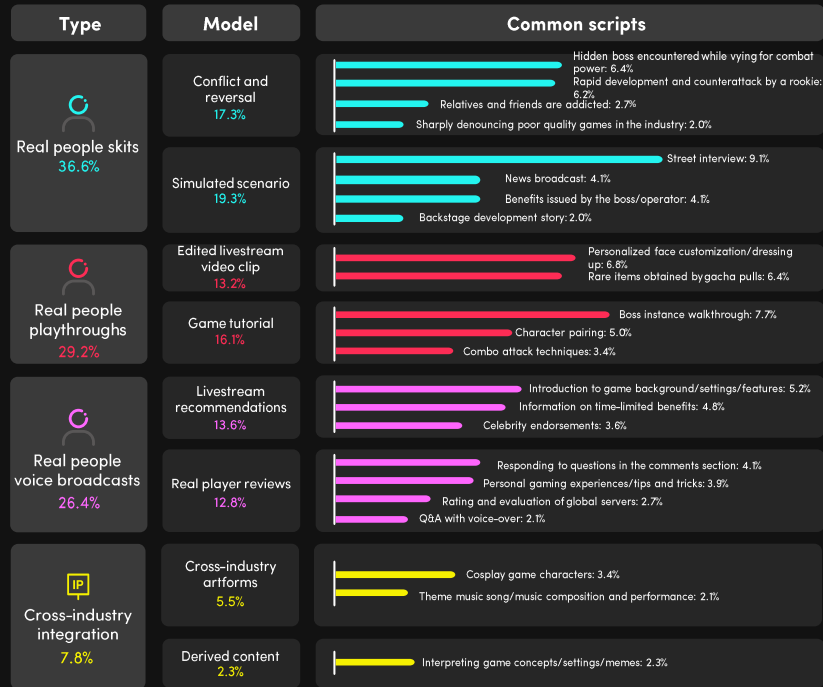 Type
Model
Common scripts
Real people skits
36.6%
Conflict and
reversal
17.3%
Hidden boss encountered while vying for combat
power: 6.4%
Rapid development and counterattack by a rookie:
6.2%
Relatives and friends are addicted: 2.7%
Sharply denouncing poor quality games in the industry: 2.0%
Simulated scenario
19.3%
Street interview: 9.1%
News broadcast: 4.1%
Benefits issued by the boss/operator: 4.1%
Backstage development story: 2.0%
Real people
playthroughs
29.2%
Edited livestream
video clip
13.2%
Personalized face customization/dressing
up: 6.8%
Rare items obtained by gacha pulls: 6.4%
Game tutorial
16.1%
Boss instance walkthrough: 7.7%
Character pairing: 5.0%
Combo attack techniques: 3.4%
Real people
voice broadcasts
26.4%
Livestream
recommendations
13.6%
Introduction to game background/settings/features: 5.2%
Information on time-limited benefits: 4.8%
Celebrity endorsements: 3.6%
Real player reviews
12.8%
Responding to questions in the comments section: 4.1%
Personal gaming experiences/tips and tricks: 3.9%
Rating and evaluation of global servers: 2.7%
Q&A with voice-over: 2.1%
IP
Cross-industry
integration
7.8%
Cross-industry
artforms
5.5%
Cosplay game characters: 3.4%
Theme music song/music composition and performance: 2.1%
Derived content
2.3%
Interpreting game concepts/settings/memes: 2.3%